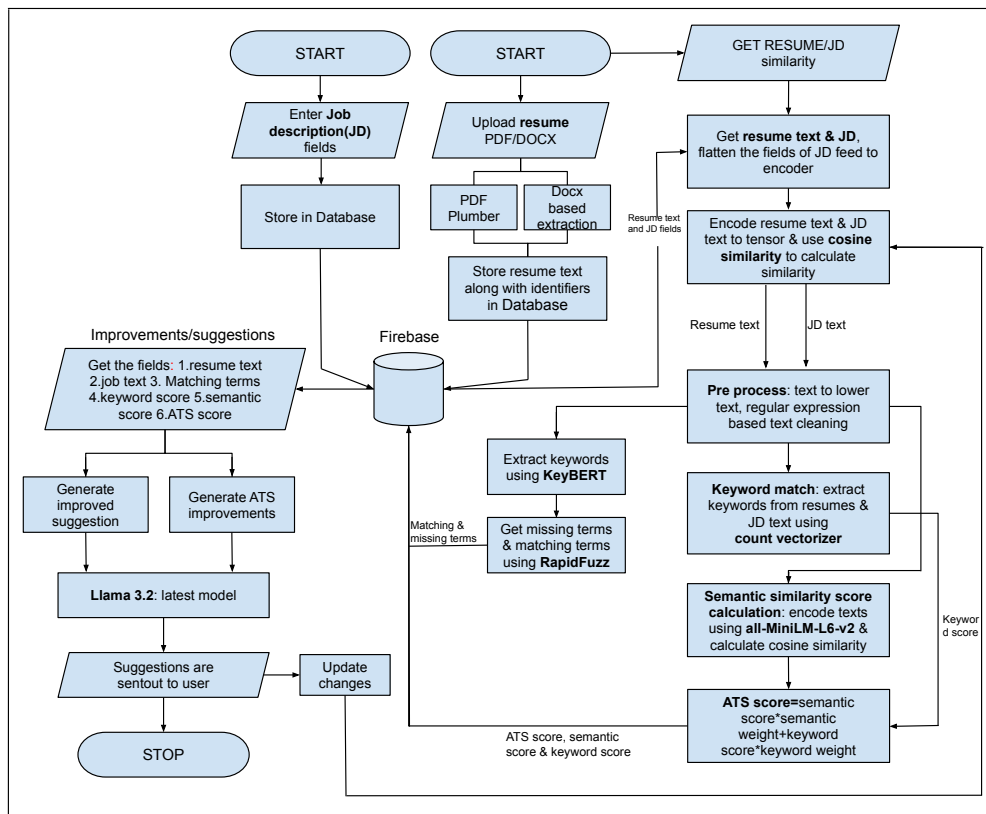 START
START
GET RESUME/JD
similarity
Enter Job
description(JD)
fields
Upload resume
PDF/DOCX
Get resume text & JD,
flatten the fields of JD feed to
encoder
Store in Database
PDF
Plumber
Docx
based
extraction
Resume text
and JD fields
Encode resume text & JD
text to tensor & use cosine
similarity to calculate
similarity
Store resume text
along with identifiers
in Database
Resume text
JD text
Improvements/suggestions
Firebase
Get the fields: 1.resume text
2.job text 3. Matching terms
4.keyword score 5.semantic
score 6.ATS score
Pre process: text to lower
text, regular expression
based text cleaning
Extract keywords
using KeyBERT
Generate
improved
suggestion
Generate ATS
improvements
Keyword match: extract
keywords from resumes
& JD text using
count vectorizer
Matching &
missing terms
Get missing terms
& matching terms
using RapidFuzz
Llama 3.2: latest model
Semantic similarity score
calculation: encode texts
using all-MiniLM-L6-v2 &
calculate cosine similarity
Keywor
d score
Suggestions are
sentout to user
Update
changes
ATS score=semantic
score*semantic
weight+keyword
score*keyword weight
ATS score, semantic
score & keyword score
STOP